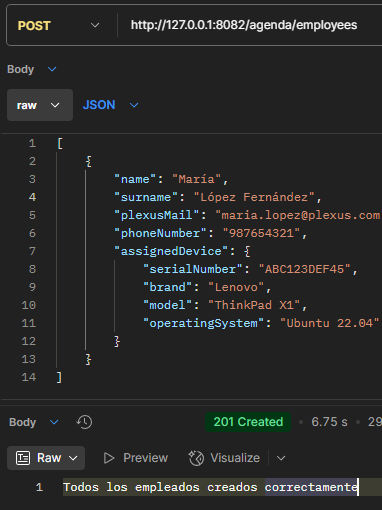 POST http://127.0.0.1:8082/agenda/employees
Body
raw JSON
1 [
2 {
3 "name": "María",
4 "surname": "López Fernández",
5 "plexusMail": "maria.lopez@plexus.com
6 "phoneNumber": "987654321",
7 "assignedDevice": {
8 "serialNumber": "ABC123DEF45",
9 "brand": "Lenovo",
10 "model": "ThinkPad X1",
11 "operatingSystem": "Ubuntu 22.04"
12 }
13 }
14 ]
Body 201 Created • 6.75 s • 29
Raw Preview Visualize
1 Todos los empleados creados correctamente